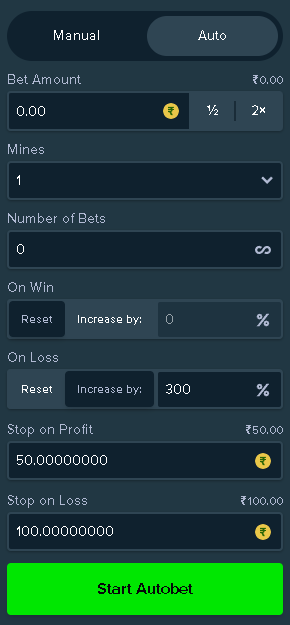 Manual Auto
Bet Amount ₹0.00
0.00 ₹ ½ 2×
Mines
1
Number of Bets
0 ∞
On Win
Reset Increase by: 0 %
On Loss
Reset Increase by: 300 %
Stop on Profit ₹50.00
50.00000000 ₹
Stop on Loss ₹100.00
100.00000000 ₹
Start Autobet